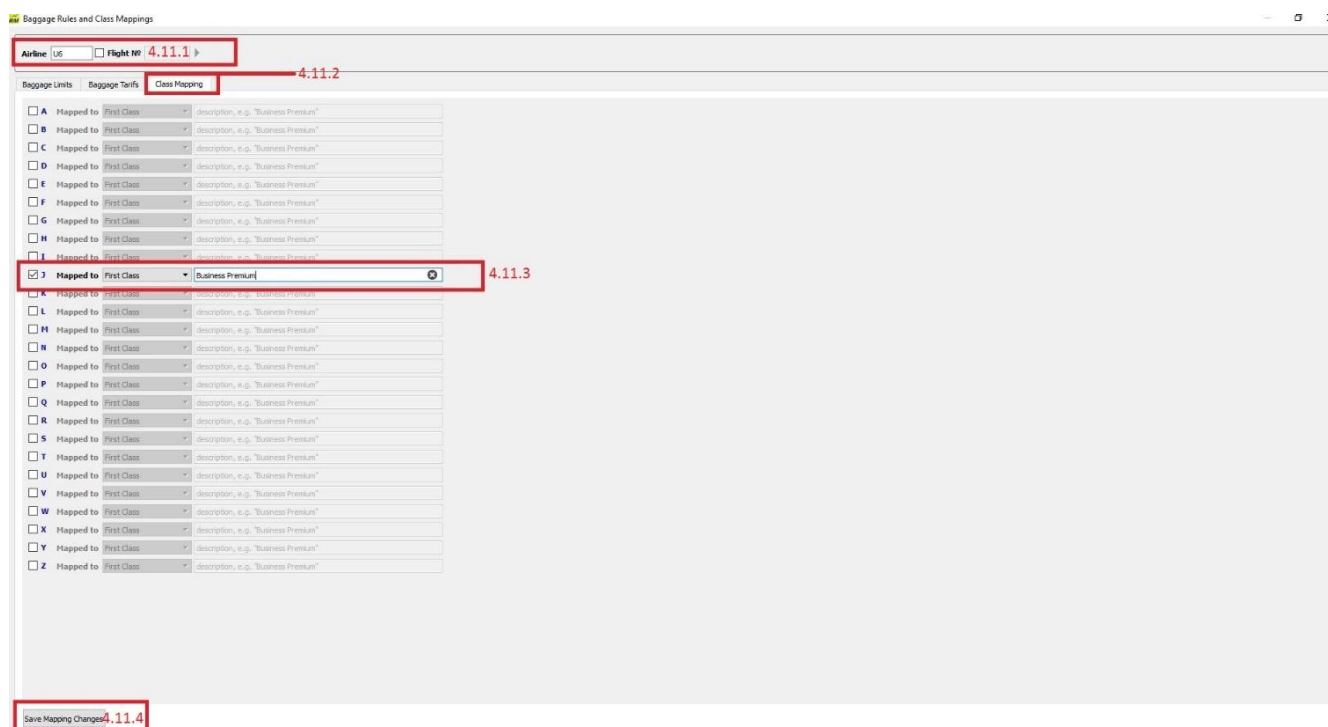 Baggage Rules and Class Mappings
Airline U6 Flight Nº 4.11.1
4.11.2
Baggage Limits Baggage Tarifs Class Mapping
A Mapped to First Class description, e.g. "Business Premium"
B Mapped to First Class description, e.g. "Business Premium"
C Mapped to First Class description, e.g. "Business Premium"
D Mapped to First Class description, e.g. "Business Premium"
E Mapped to First Class description, e.g. "Business Premium"
F Mapped to First Class description, e.g. "Business Premium"
G Mapped to First Class description, e.g. "Business Premium"
H Mapped to First Class description, e.g. "Business Premium"
I Mapped to First Class description, e.g. "Business Premium"
J Mapped to First Class Business Premium 4.11.3
K Mapped to First Class description, e.g. "Business Premium"
L Mapped to First Class description, e.g. "Business Premium"
M Mapped to First Class description, e.g. "Business Premium"
N Mapped to First Class description, e.g. "Business Premium"
O Mapped to First Class description, e.g. "Business Premium"
P Mapped to First Class description, e.g. "Business Premium"
Q Mapped to First Class description, e.g. "Business Premium"
R Mapped to First Class description, e.g. "Business Premium"
S Mapped to First Class description, e.g. "Business Premium"
T Mapped to First Class description, e.g. "Business Premium"
U Mapped to First Class description, e.g. "Business Premium"
V Mapped to First Class description, e.g. "Business Premium"
W Mapped to First Class description, e.g. "Business Premium"
X Mapped to First Class description, e.g. "Business Premium"
Y Mapped to First Class description, e.g. "Business Premium"
Z Mapped to First Class description, e.g. "Business Premium"
Save Mapping Changes 4.11.4